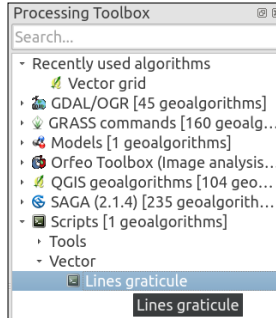 Processing Toolbox
Search...
Recently used algorithms
Vector grid
GDAL/OGR [45 geoalgorithms]
GRASS commands [160 geoalg...
Models [1 geoalgorithms]
Orfeo Toolbox (Image analysis...
QGIS geoalgorithms [104 geo...
SAGA (2.1.4) [235 geoalgorith...
Scripts [1 geoalgorithms]
Tools
Vector
Lines graticule
Lines graticule